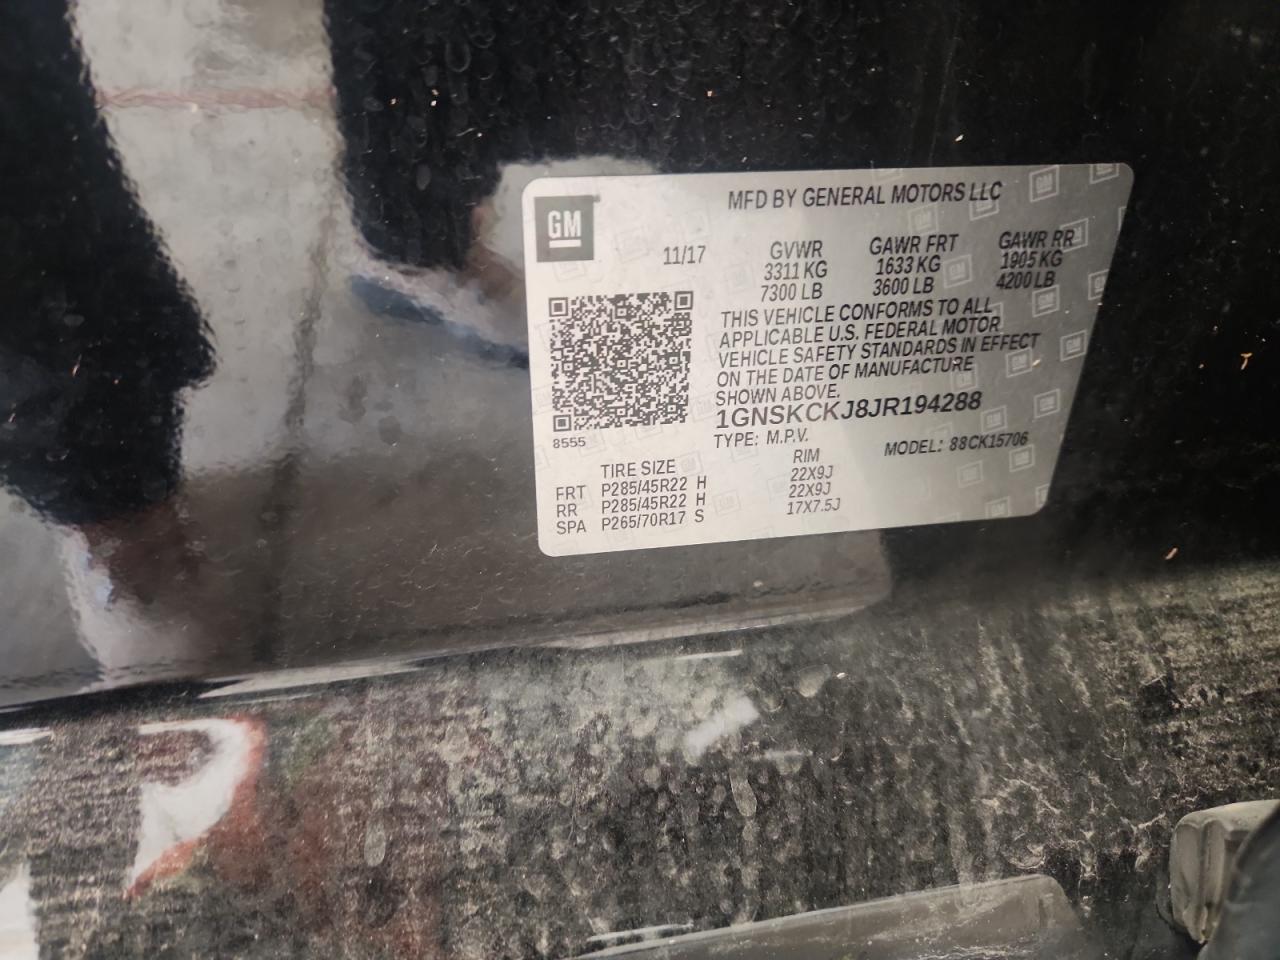 GM
MFD BY GENERAL MOTORS LLC
11/17
GVWR GAWR FRT GAWR RR
3311 KG 1633 KG 1905 KG
7300 LB 3600 LB 4200 LB
THIS VEHICLE CONFORMS TO ALL
APPLICABLE U.S. FEDERAL MOTOR
VEHICLE SAFETY STANDARDS IN EFFECT
ON THE DATE OF MANUFACTURE
SHOWN ABOVE.
1GNSKCKJ8JR194288
8555
TYPE: M.P.V. MODEL: 88CK15706
TIRE SIZE RIM
FRT P285/45R22 H 22X9J
RR P285/45R22 H 22X9J
SPA P265/70R17 S 17X7.5J